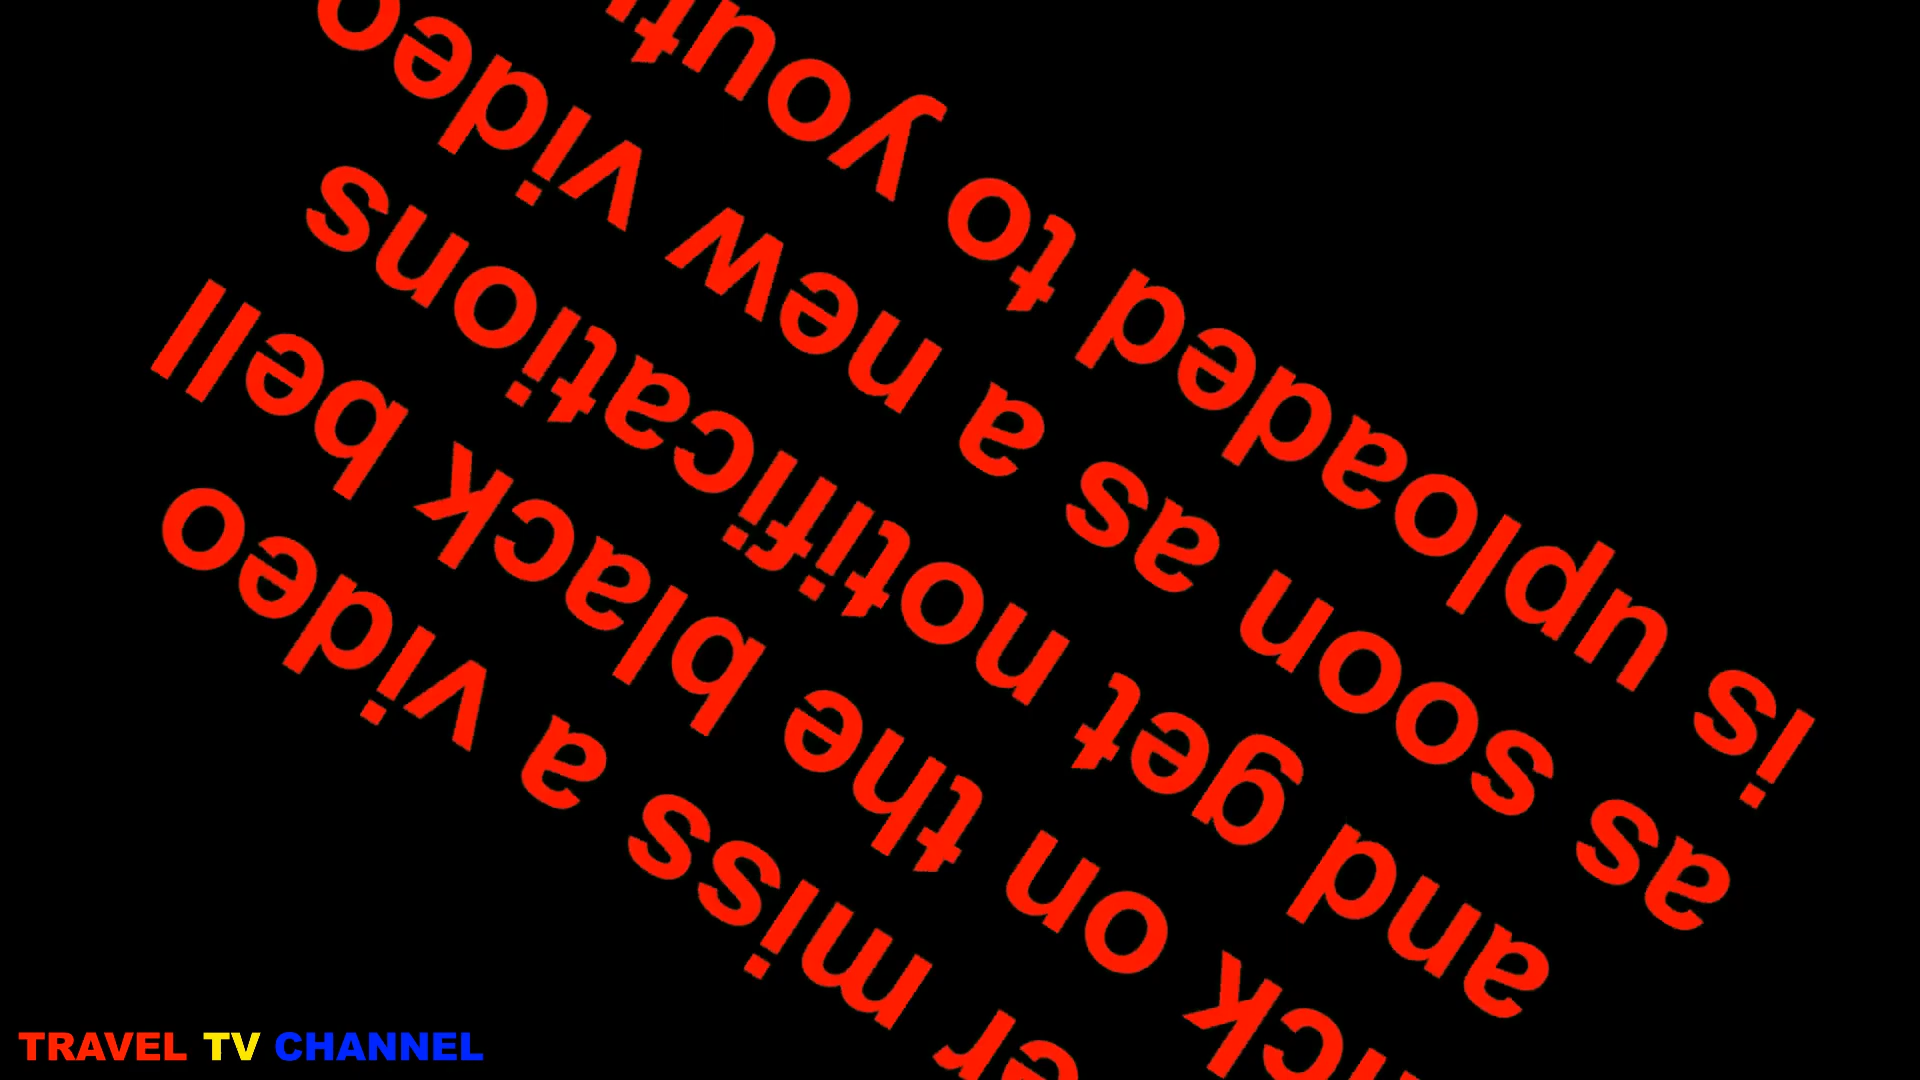 miss a video
on the black bell
and get notifications
as soon as a new video
is uploaded to
TRAVEL TV CHANNEL